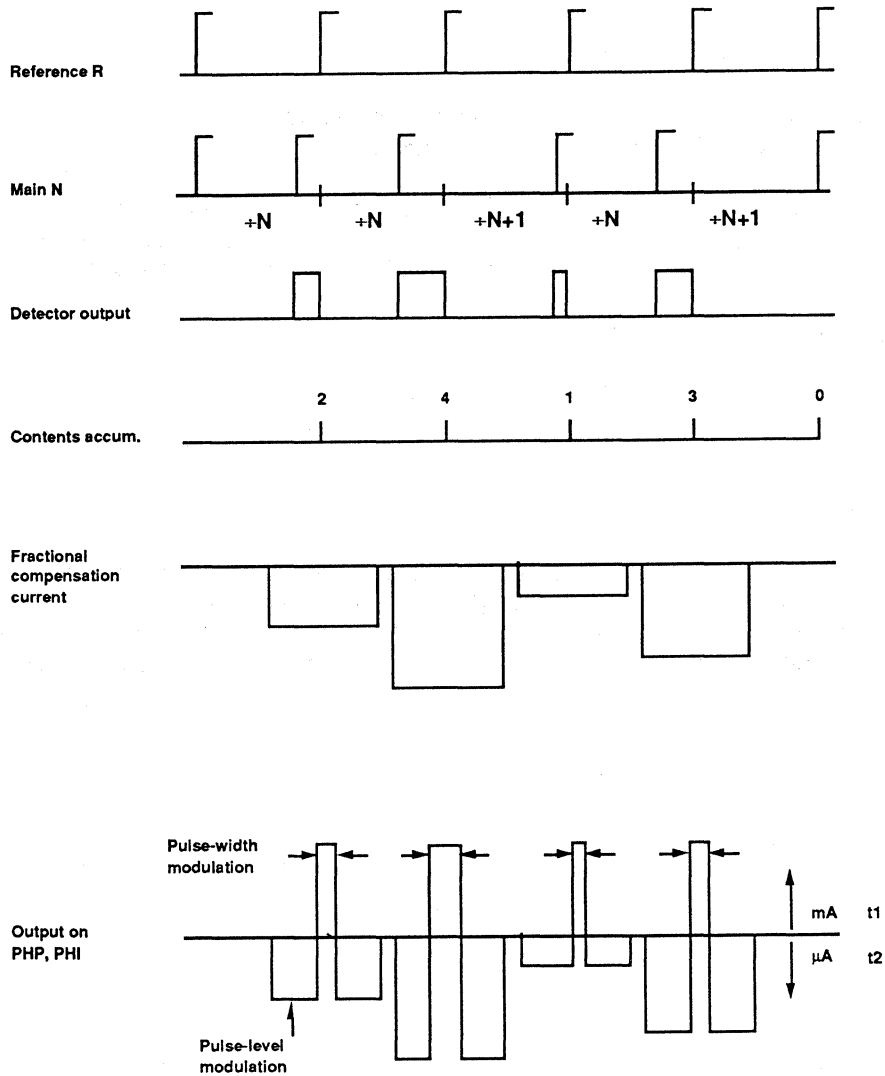 Reference R
Main N
÷N ÷N ÷N+1 ÷N ÷N+1
Detector output
2 4 1 3 0
Contents accum.
Fractional
compensation
current
Pulse-width
modulation
mA t1
Output on
PHP, PHI
µA t2
Pulse-level
modulation